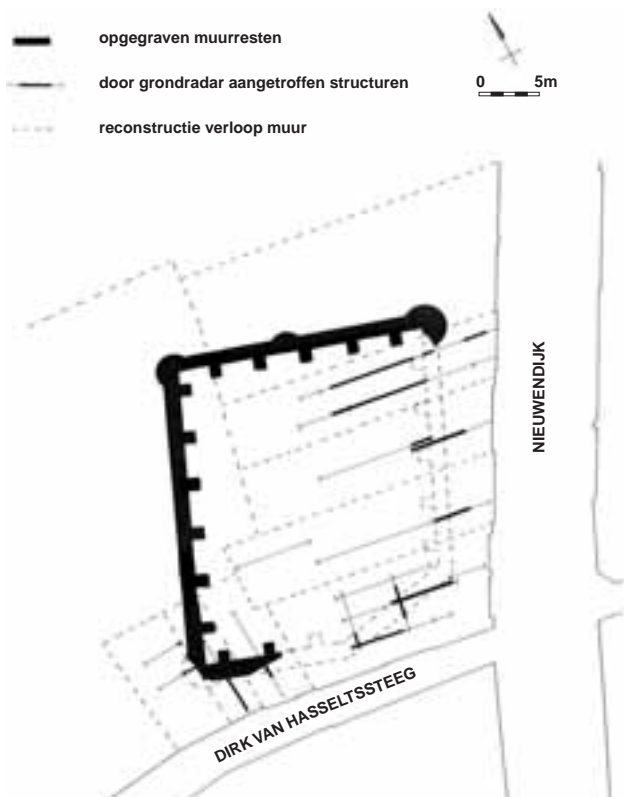 opgegraven muurresten
door grondradar aangetroffen structuren
0 5m
reconstructie verloop muur
NIEUWENDIJK
DIRK VAN HASSELTSSTEEG